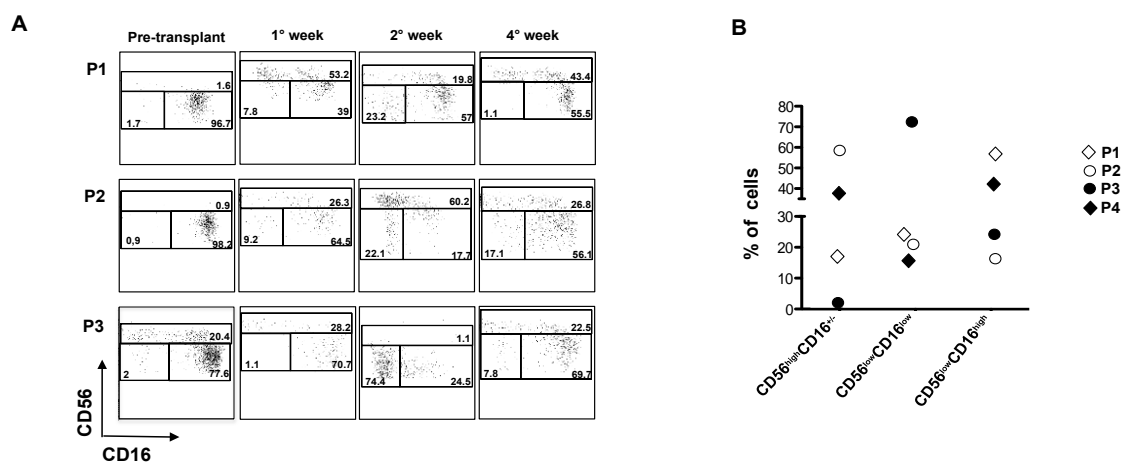 A
B
Pre-transplant 1° week 2° week 4° week
P1
1.6 53.2 19.8 43.4
1.7 96.7 7.8 39 23.2 57 1.1 55.5
P2
0.9 26.3 60.2 26.8
0,9 98.2 9.2 64.5 22.1 17.7 17.1 56.1
P3
20.4 28.2 1.1 22.5
2 77.6 1.1 70.7 74.4 24.5 7.8 69.7
CD56
CD16
% of cells
80
70
60
50
40
30
20
10
0
CD56highCD16+/-
CD56lowCD16low
CD56lowCD16high
P1
P2
P3
P4